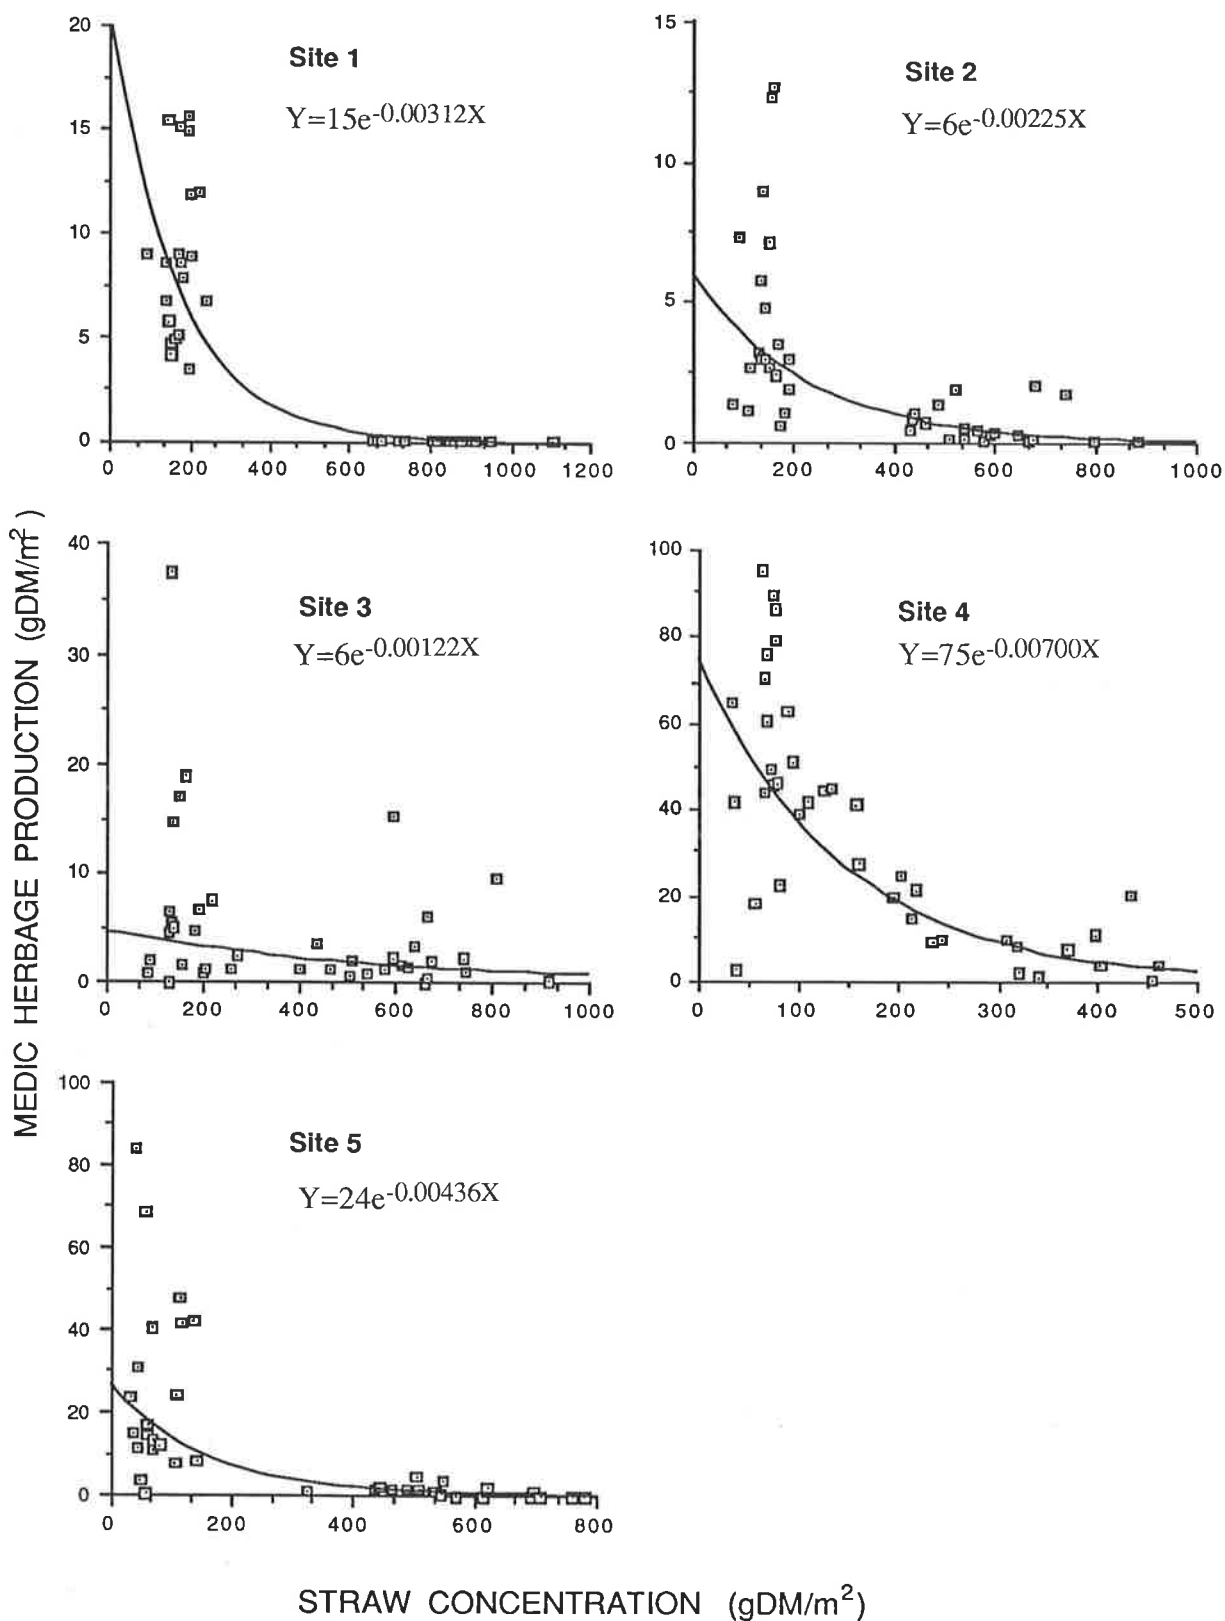 MEDIC HERBAGE PRODUCTION (gDM/m²)
Site 1
Y=15e^-0.00312X
20
15
10
5
0
0 200 400 600 800 1000 1200
Site 2
Y=6e^-0.00225X
15
10
5
0
0 200 400 600 800 1000
Site 3
Y=6e^-0.00122X
40
30
20
10
0
0 200 400 600 800 1000
Site 4
Y=75e^-0.00700X
100
80
60
40
20
0
0 100 200 300 400 500
Site 5
Y=24e^-0.00436X
100
80
60
40
20
0
0 200 400 600 800
STRAW CONCENTRATION (gDM/m²)